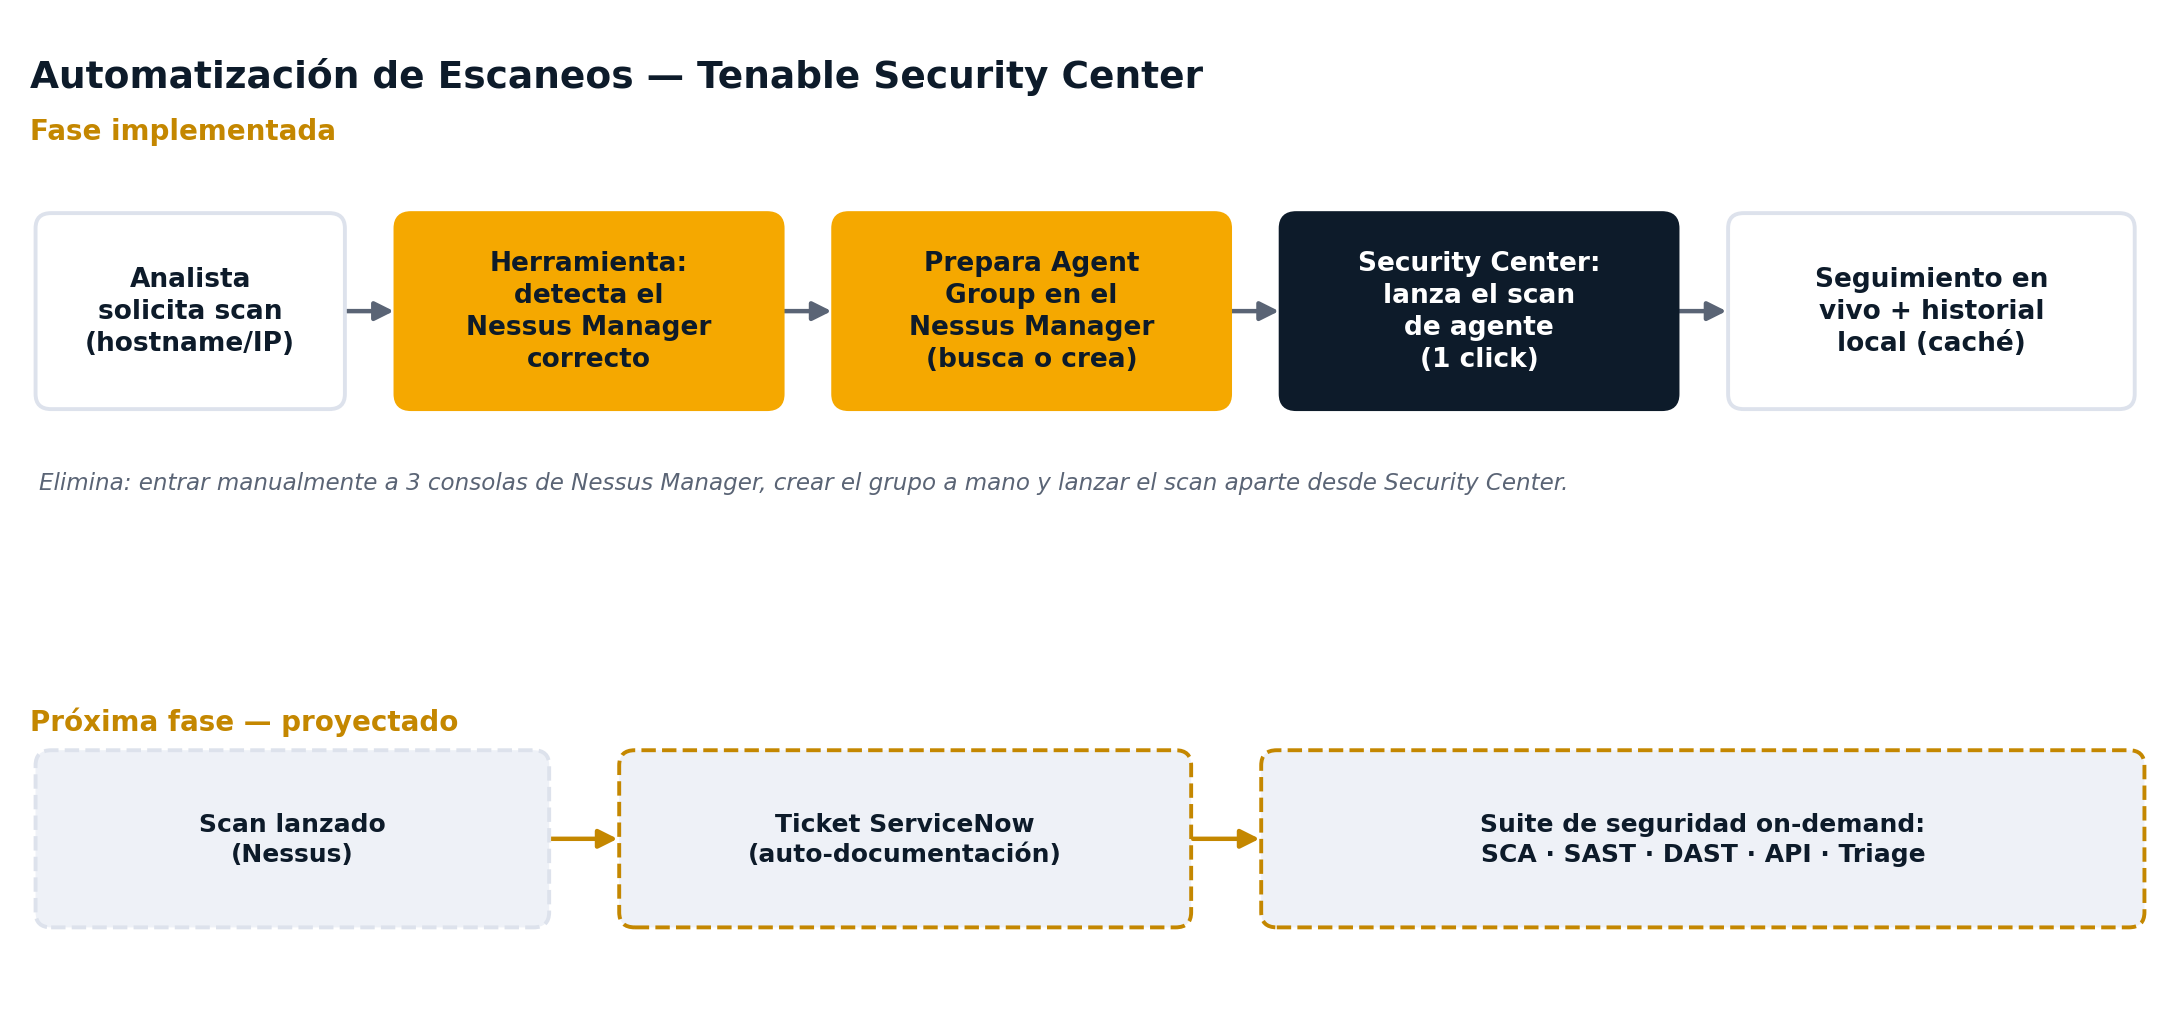 Automatización de Escaneos — Tenable Security Center
Fase implementada
Analista
solicita scan
(hostname/IP)
Herramienta:
detecta el
Nessus Manager
correcto
Prepara Agent
Group en el
Nessus Manager
(busca o crea)
Security Center:
lanza el scan
de agente
(1 click)
Seguimiento en
vivo + historial
local (caché)
Elimina: entrar manualmente a 3 consolas de Nessus Manager, crear el grupo a mano y lanzar el scan aparte desde Security Center.
Próxima fase — proyectado
Scan lanzado
(Nessus)
Ticket ServiceNow
(auto-documentación)
Suite de seguridad on-demand:
SCA · SAST · DAST · API · Triage